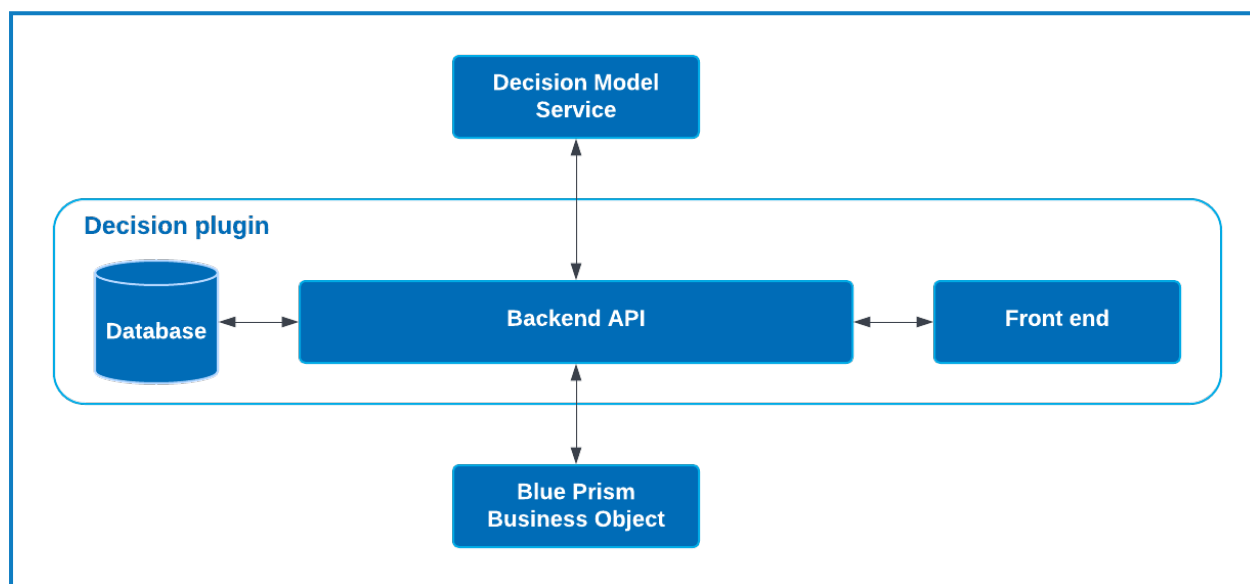 Decision Model
Service
Decision plugin
Database
Backend API
Front end
Blue Prism
Business Object